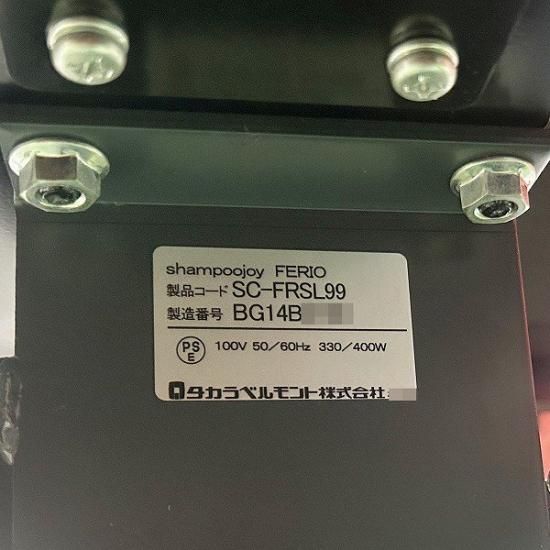 shampoojoy FERIO
製品コード SC-FRSL99
製造番号 BG14B
PS E 100V 50/60Hz 330/400W
タカラベルモント株式会社